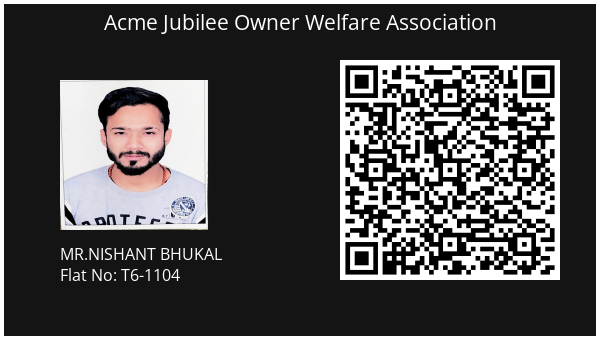 Acme Jubilee Owner Welfare Association
MR.NISHANT BHUKAL
Flat No: T6-1104